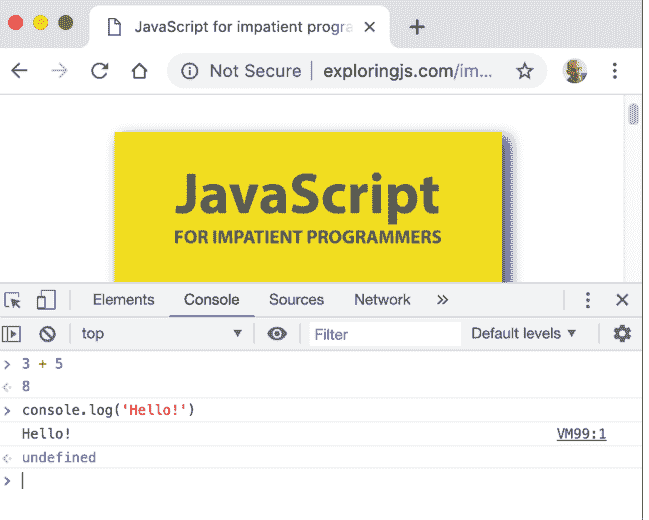 JavaScript for impatient progra
Not Secure | exploringjs.com/im...
JavaScript
FOR IMPATIENT PROGRAMMERS
Elements Console Sources Network »
top Filter Default levels
> 3 + 5
8
> console.log('Hello!')
Hello! VM99:1
undefined
>